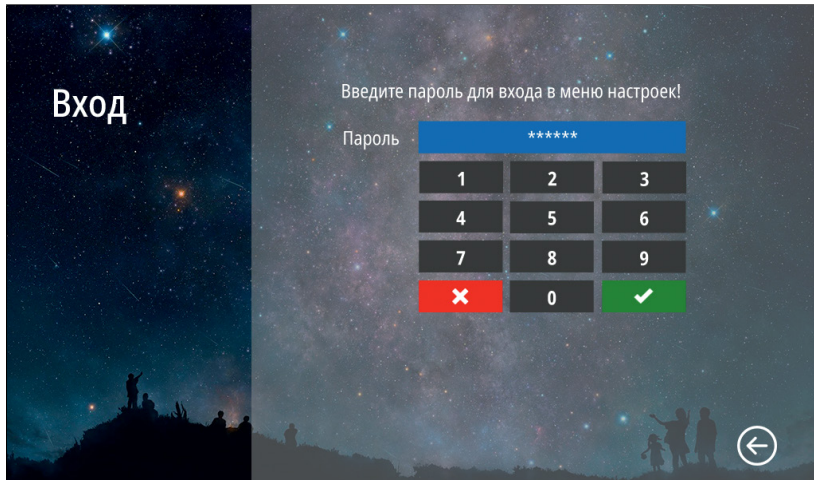 Вход
Введите пароль для входа в меню настроек!
Пароль ******
1 2 3
4 5 6
7 8 9
0